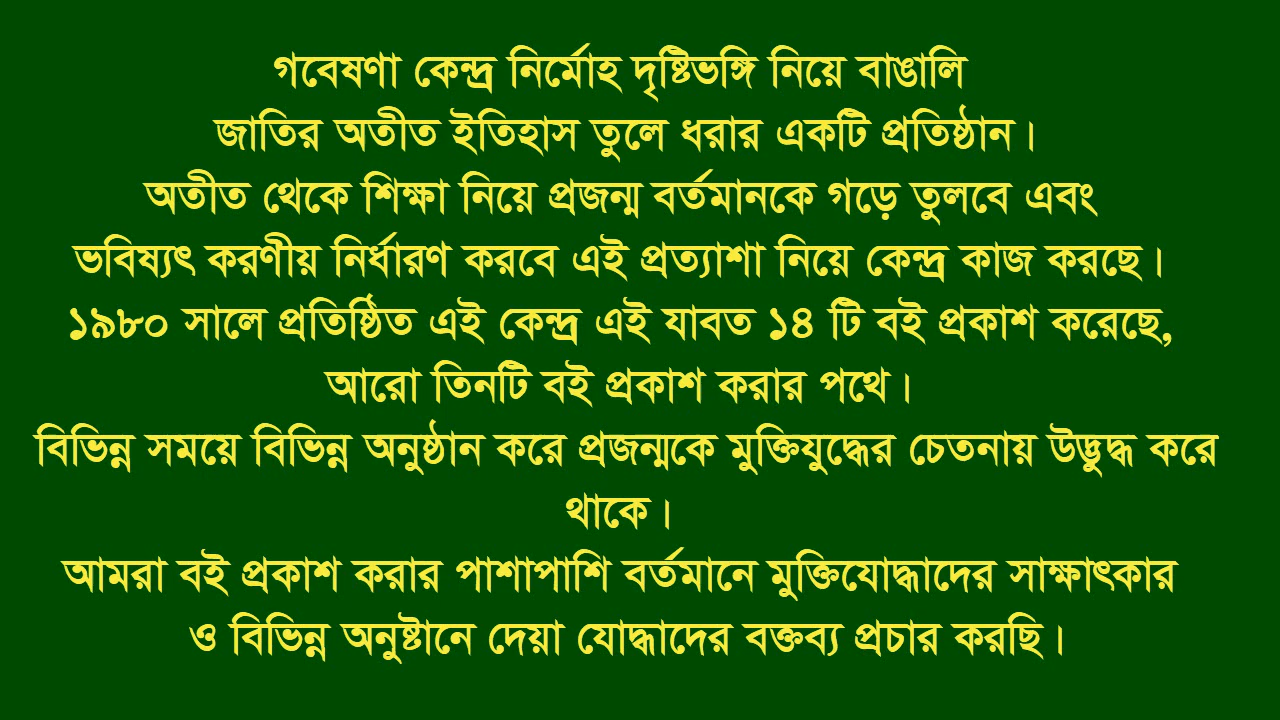 গবেষণা কেন্দ্র নির্মোহ দৃষ্টিভঙ্গি নিয়ে বাঙালি
জাতির অতীত ইতিহাস তুলে ধরার একটি প্রতিষ্ঠান।
অতীত থেকে শিক্ষা নিয়ে প্রজন্ম বর্তমানকে গড়ে তুলবে এবং
ভবিষ্যৎ করণীয় নির্ধারণ করবে এই প্রত্যাশা নিয়ে কেন্দ্র কাজ করছে।
১৯৮০ সালে প্রতিষ্ঠিত এই কেন্দ্র এই যাবত ১৪ টি বই প্রকাশ করেছে,
আরো তিনটি বই প্রকাশ করার পথে।
বিভিন্ন সময়ে বিভিন্ন অনুষ্ঠান করে প্রজন্মকে মুক্তিযুদ্ধের চেতনায় উদ্ভুদ্ধ করে
থাকে।
আমরা বই প্রকাশ করার পাশাপাশি বর্তমানে মুক্তিযোদ্ধাদের সাক্ষাৎকার
ও বিভিন্ন অনুষ্টানে দেয়া যোদ্ধাদের বক্তব্য প্রচার করছি।